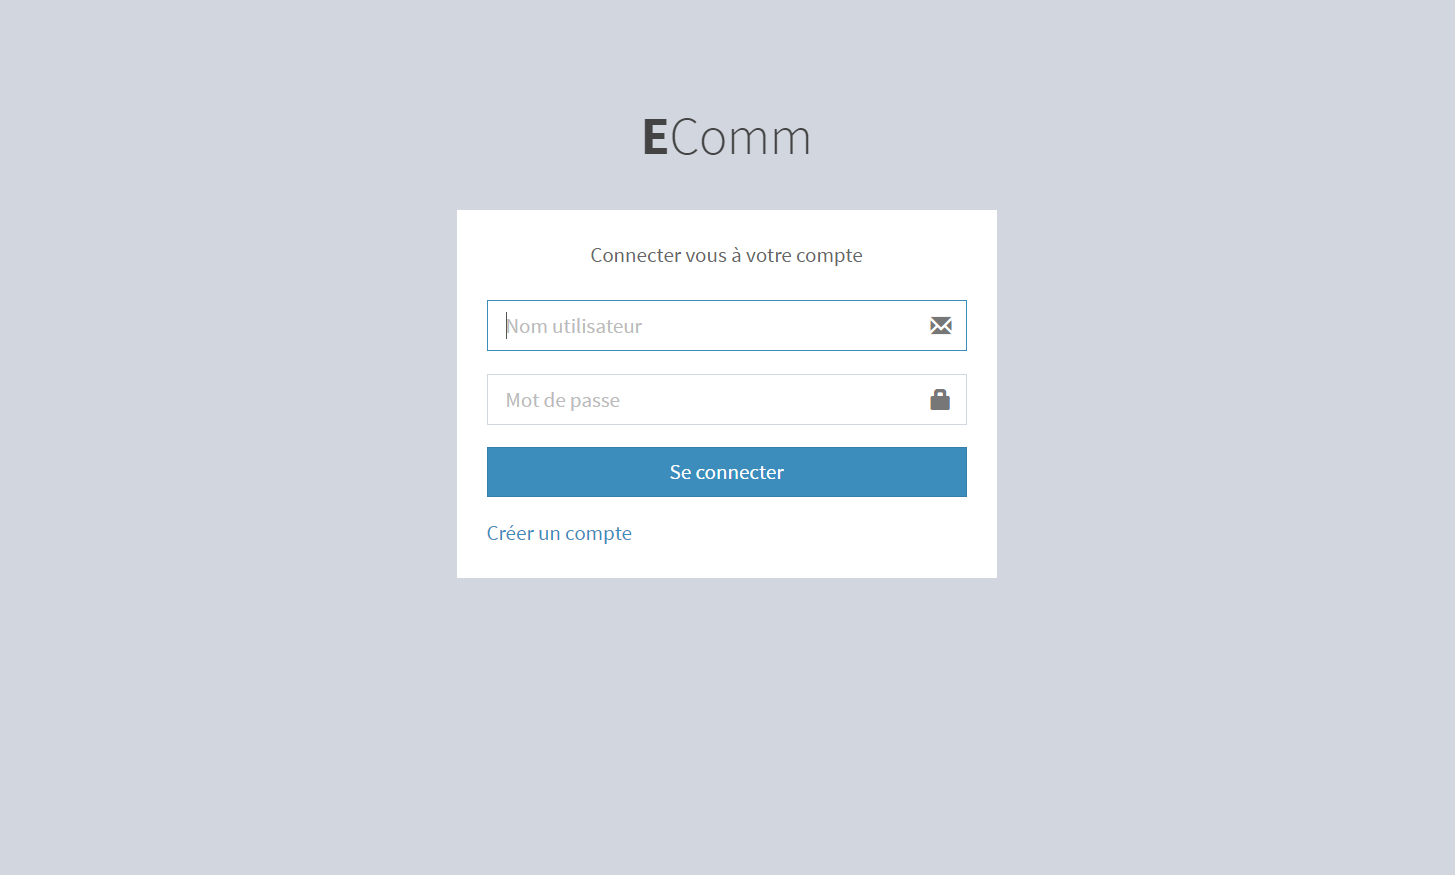 EComm
Connecter vous à votre compte
Nom utilisateur
Mot de passe
Se connecter
Créer un compte